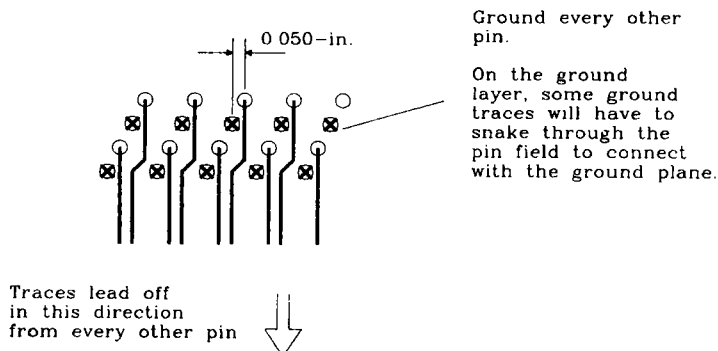 0 050-in.
Ground every other
pin.
On the ground
layer, some ground
traces will have to
snake through the
pin field to connect
with the ground plane.
Traces lead off
in this direction
from every other pin